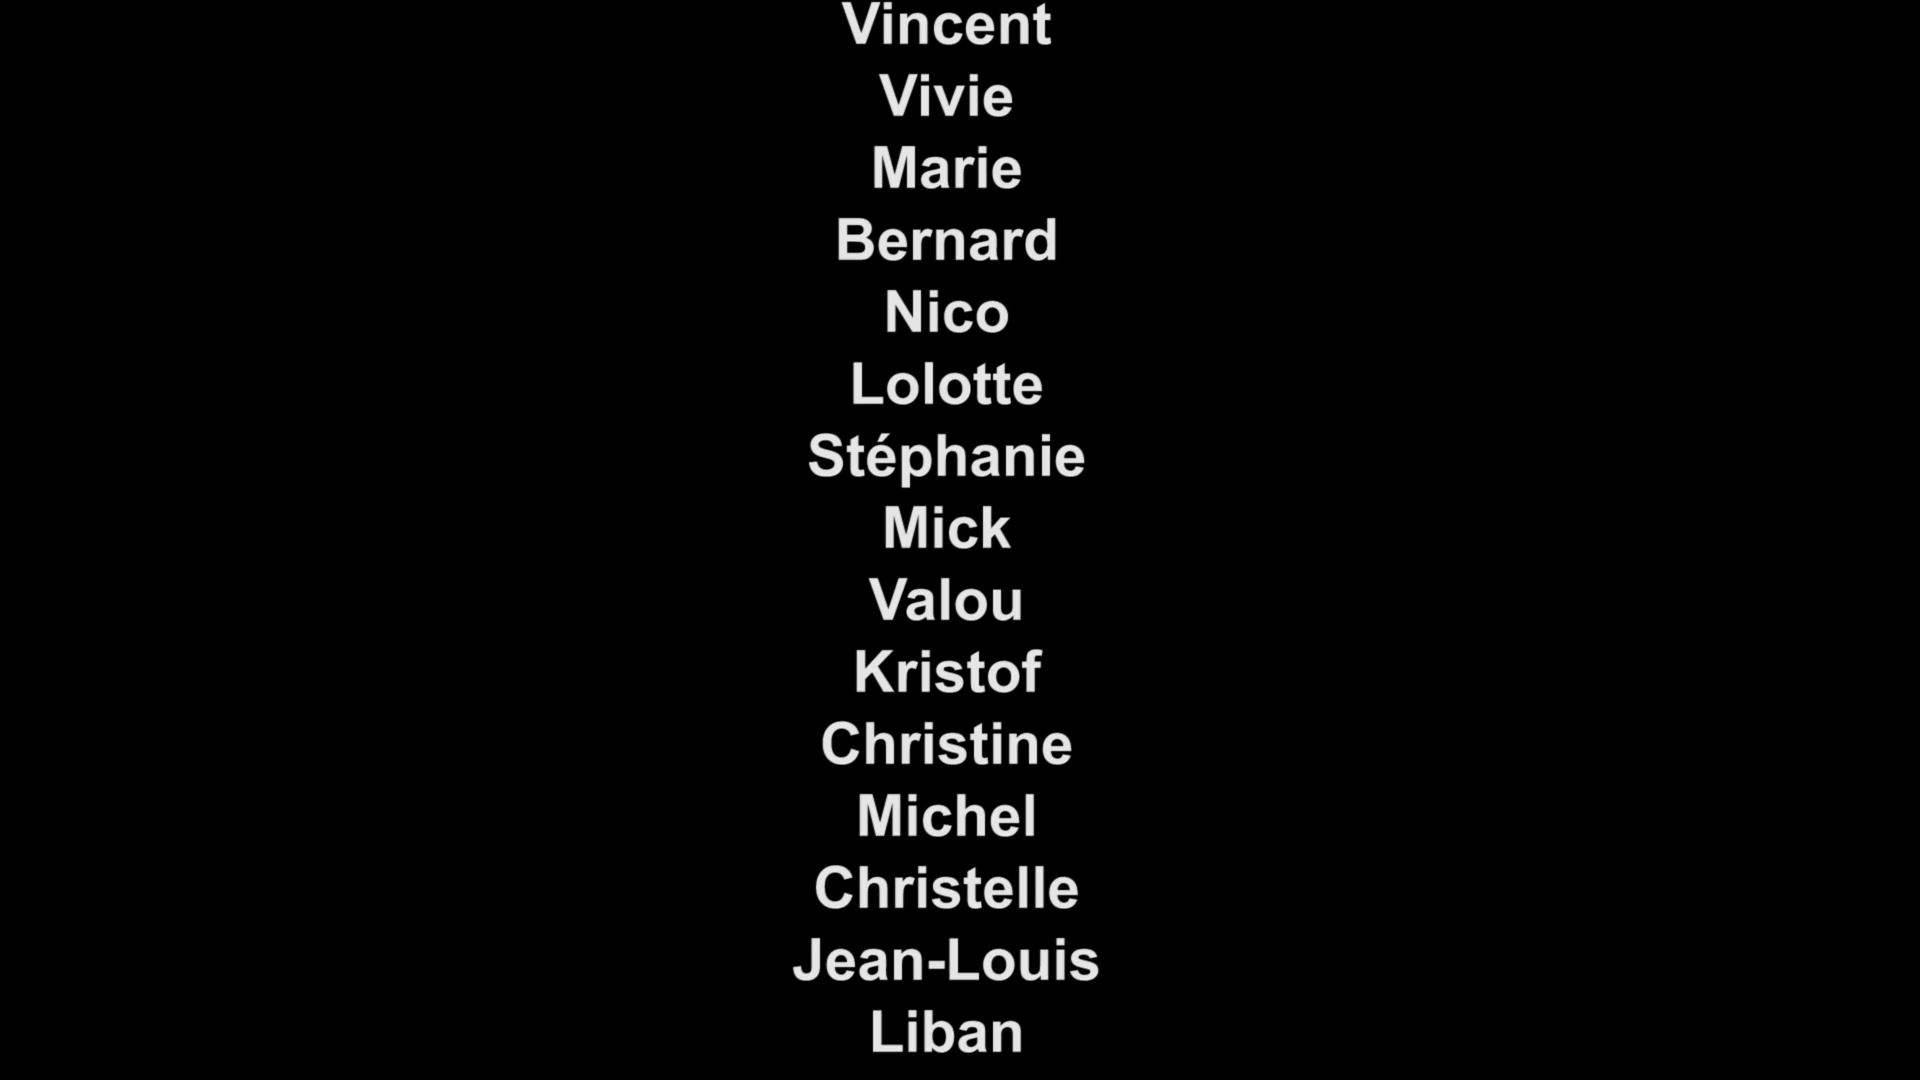 Vincent
Vivie
Marie
Bernard
Nico
Lolotte
Stéphanie
Mick
Valou
Kristof
Christine
Michel
Christelle
Jean-Louis
Liban